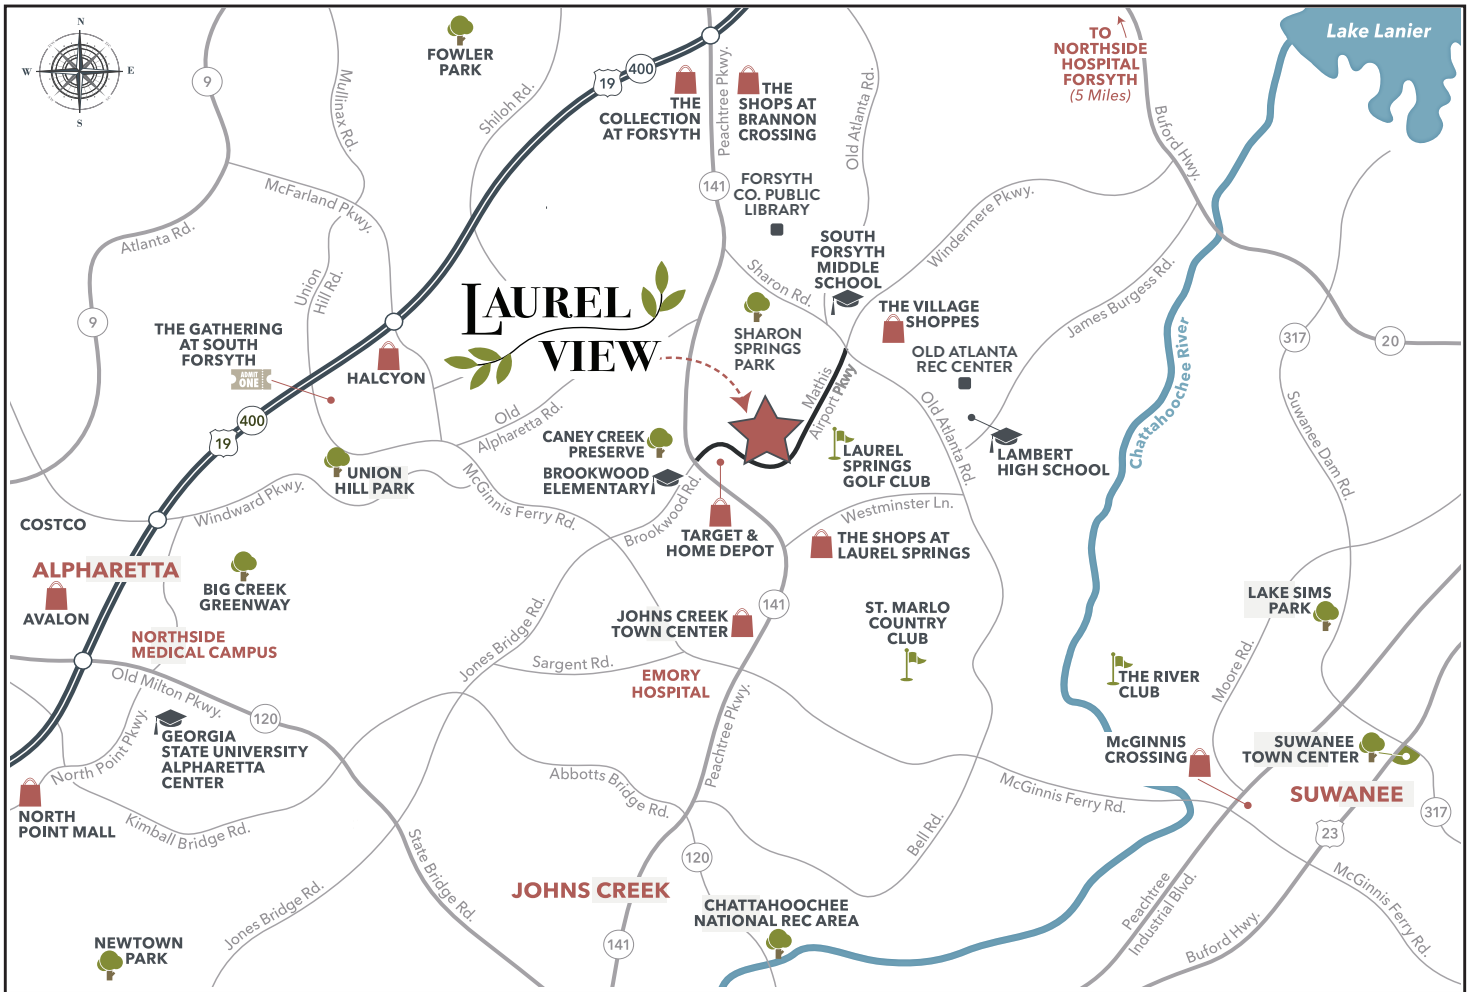 N
W
E
S
9
Mullinax Rd.
FOWLER
PARK
Shiloh Rd.
19
400
THE
COLLECTION
AT FORSYTH
Peachtree Pkwy.
THE
SHOPS AT
BRANNON
CROSSING
Old Atlanta Rd.
TO
NORTHSIDE
HOSPITAL
FORSYTH
(5 Miles)
Buford Hwy.
Lake Lanier
McFarland Pkwy.
Atlanta Rd.
141
FORSYTH
CO. PUBLIC
LIBRARY
SOUTH
FORSYTH
MIDDLE
SCHOOL
Windermere Pkwy.
Union
Hill Rd.
Sharon Rd.
James Burgess Rd.
9
THE GATHERING
AT SOUTH
FORSYTH
ADMIT
ONE
HALCYON
LAUREL
VIEW
SHARON
SPRINGS
PARK
THE VILLAGE
SHOPPES
OLD ATLANTA
REC CENTER
Chattahoochee River
317
20
400
19
Old
Alpharetta Rd.
Mathis
Airport Pkwy
Old Atlanta Rd.
Suwanee Dam Rd.
CANEY CREEK
PRESERVE
BROOKWOOD
ELEMENTARY
LAUREL
SPRINGS
GOLF CLUB
LAMBERT
HIGH SCHOOL
UNION
HILL PARK
Windward Pkwy.
McGinnis Ferry Rd.
Brookwood Rd.
TARGET &
HOME DEPOT
Westminster Ln.
THE SHOPS AT
LAUREL SPRINGS
COSTCO
ALPHARETTA
AVALON
BIG CREEK
GREENWAY
NORTHSIDE
MEDICAL CAMPUS
JOHNS CREEK
TOWN CENTER
141
ST. MARLO
COUNTRY
CLUB
LAKE SIMS
PARK
Jones Bridge Rd.
Sargent Rd.
EMORY
HOSPITAL
Moore Rd.
THE RIVER
CLUB
Old Milton Pkwy.
120
North Point Pkwy.
GEORGIA
STATE UNIVERSITY
ALPHARETTA
CENTER
Peachtree Pkwy.
McGINNIS
CROSSING
SUWANEE
TOWN CENTER
SUWANEE
Abbotts Bridge Rd.
McGinnis Ferry Rd.
317
NORTH
POINT MALL
Kimball Bridge Rd.
State Bridge Rd.
Bell Rd.
23
120
JOHNS CREEK
CHATTAHOOCHEE
NATIONAL REC AREA
Peachtree
Industrial Blvd.
McGinnis Ferry Rd.
Jones Bridge Rd.
Buford Hwy.
NEWTOWN
PARK
141